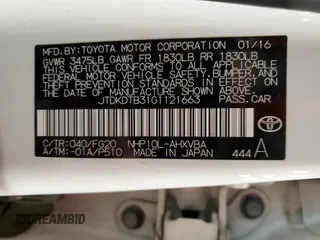 MFD. BY: TOYOTA MOTOR CORPORATION 01/16
GVWR 3475LB GAWR FR 1830LB RR 1830LB
THIS VEHICLE CONFORMS TO ALL APPLICABLE
FEDERAL MOTOR VEHICLE SAFETY, BUMPER, AND
THEFT PREVENTION STANDARDS IN EFFECT ON THE DATE
OF MANUFACTURE SHOWN ABOVE.
JTDKDTB31G1121663 PASS. CAR
C/TR: 040/FG20 NHP10L-AHXVBA
A/TM: -01A/P510 MADE IN JAPAN 444 A
TOYOTA
©IDREAMBID